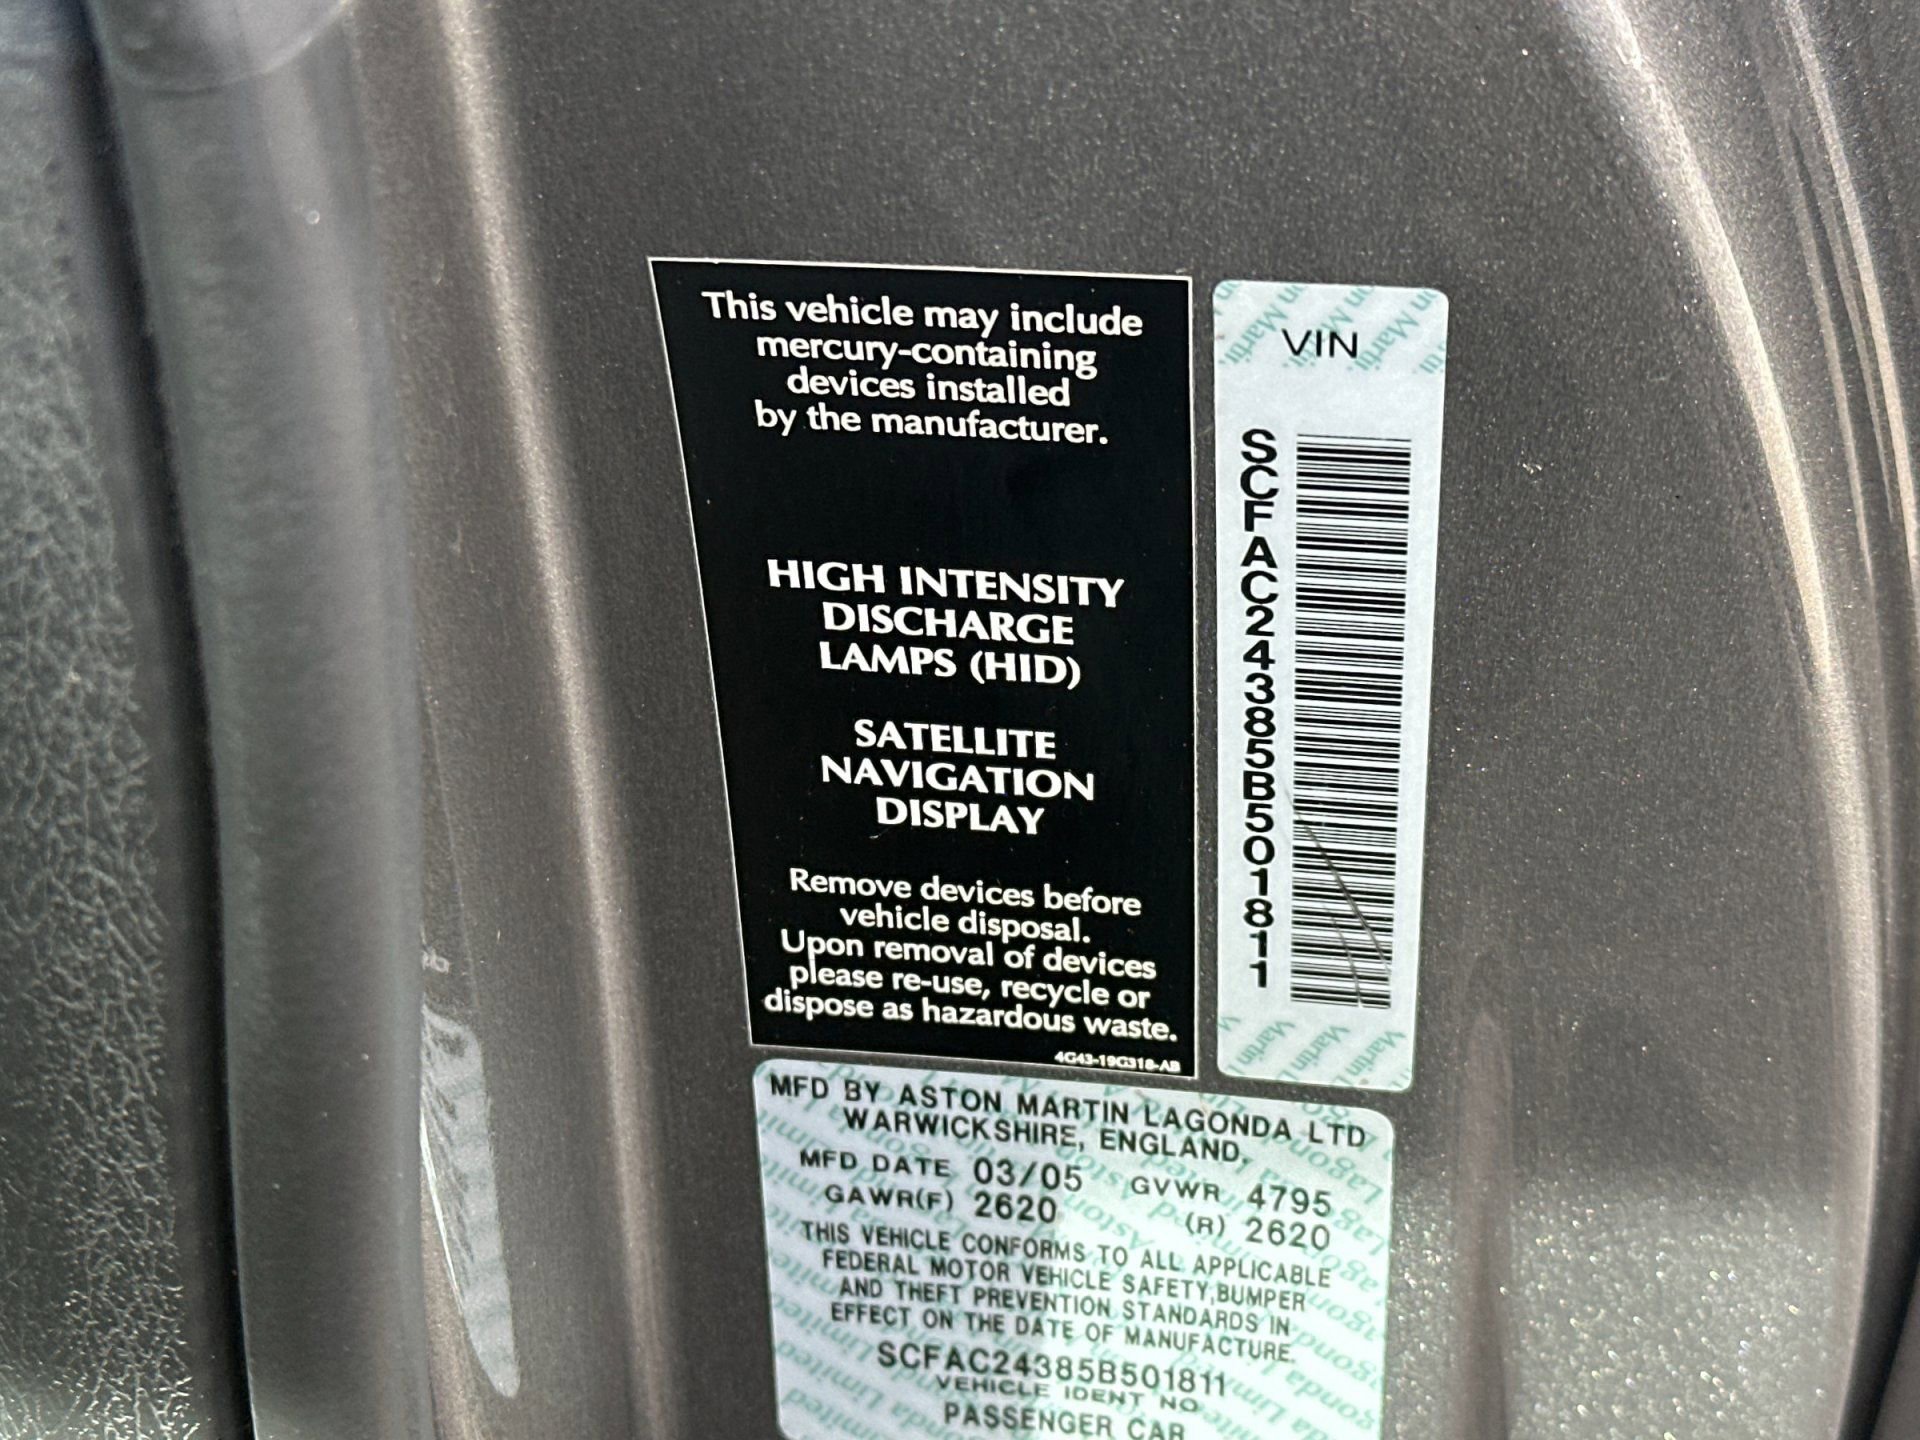 This vehicle may include
mercury-containing
devices installed
by the manufacturer.
HIGH INTENSITY
DISCHARGE
LAMPS (HID)
SATELLITE
NAVIGATION
DISPLAY
Remove devices before
vehicle disposal.
Upon removal of devices
please re-use, recycle or
dispose as hazardous waste.
4G43-19G318-AB
VIN
SCFAC24385B501811
MFD BY ASTON MARTIN LAGONDA LTD
WARWICKSHIRE, ENGLAND,
MFD DATE 03/05 GVWR 4795
GAWR(F) 2620 (R) 2620
THIS VEHICLE CONFORMS TO ALL APPLICABLE
FEDERAL MOTOR VEHICLE SAFETY,BUMPER
AND THEFT PREVENTION STANDARDS IN
EFFECT ON THE DATE OF MANUFACTURE.
SCFAC24385B501811
VEHICLE IDENT NO
PASSENGER CAR